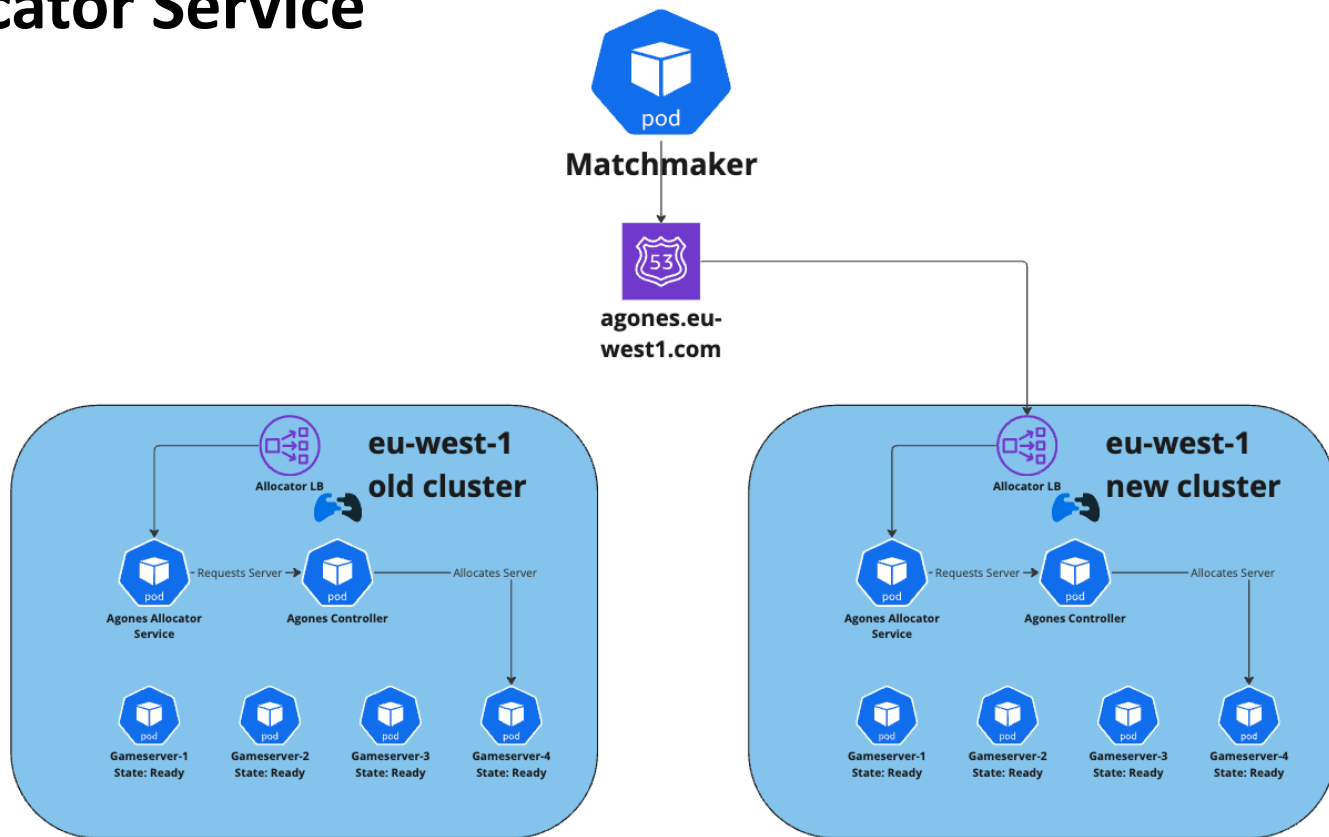 cator Service
pod
Matchmaker
53
agones.eu-
west1.com
eu-west-1
old cluster
Allocator LB
pod
Requests Server
pod
Allocates Server
Agones Allocator
Service
Agones Controller
pod
pod
pod
pod
Gameserver-1
State: Ready
Gameserver-2
State: Ready
Gameserver-3
State: Ready
Gameserver-4
State: Ready
eu-west-1
new cluster
Allocator LB
pod
Requests Server
pod
Allocates Server
Agones Allocator
Service
Agones Controller
pod
pod
pod
pod
Gameserver-1
State: Ready
Gameserver-2
State: Ready
Gameserver-3
State: Ready
Gameserver-4
State: Ready